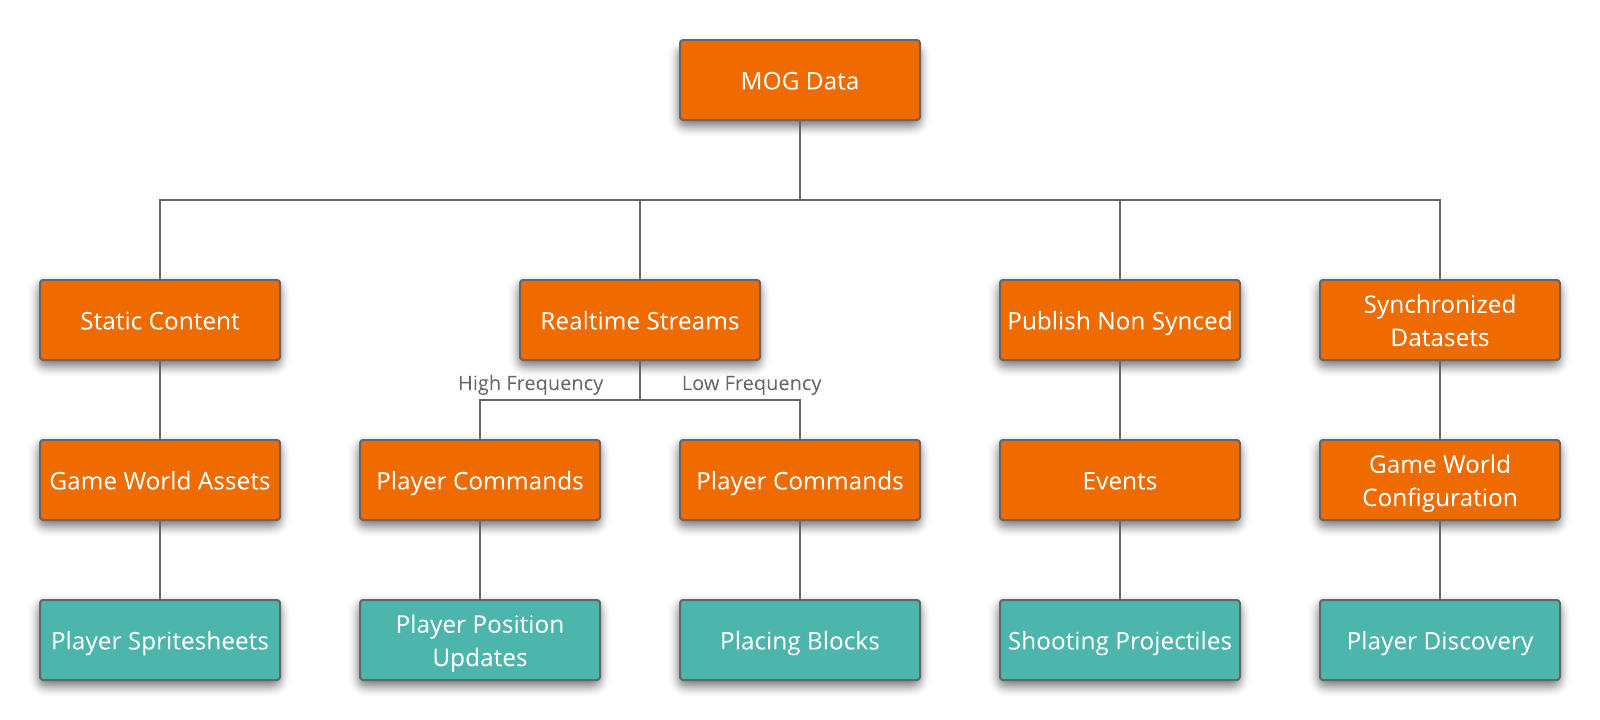 MOG Data
Static Content
Realtime Streams
Publish Non Synced
Synchronized
Datasets
High Frequency
Low Frequency
Game World Assets
Player Commands
Player Commands
Events
Game World
Configuration
Player Spritesheets
Player Position
Updates
Placing Blocks
Shooting Projectiles
Player Discovery